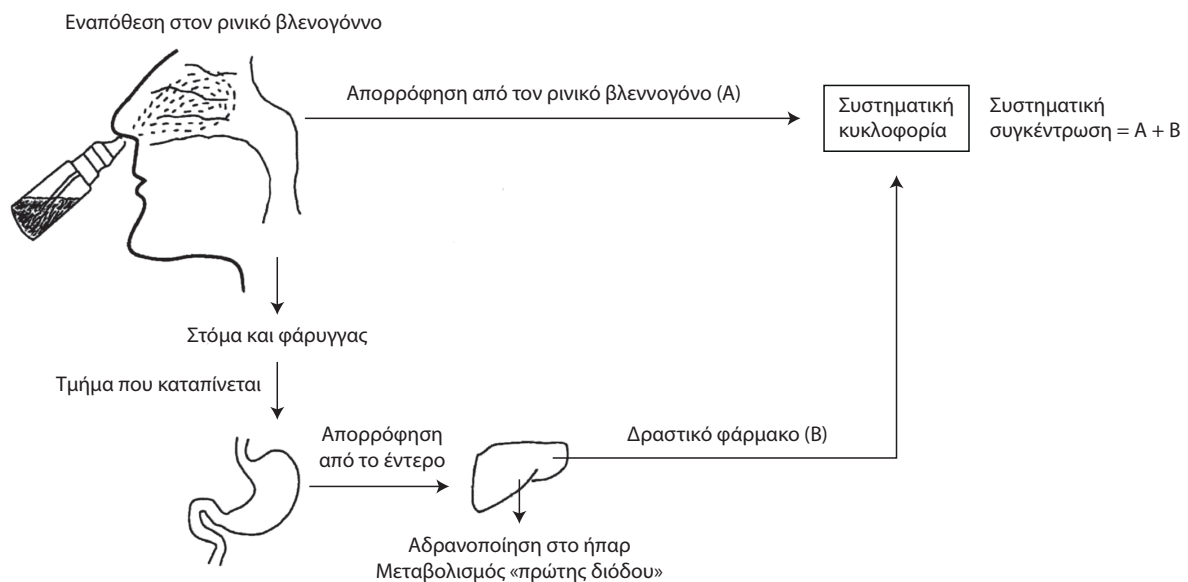 Εναπόθεση στον ρινικό βλενογόννο
Απορρόφηση από τον ρινικό βλεννογόνο (Α)
Συστηματική
κυκλοφορία
Συστηματική
συγκέντρωση = Α + Β
Στόμα και φάρυγγας
Τμήμα που καταπίνεται
Απορρόφηση
από το έντερο
Δραστικό φάρμακο (Β)
Αδρανοποίηση στο ήπαρ
Μεταβολισμός «πρώτης διόδου»